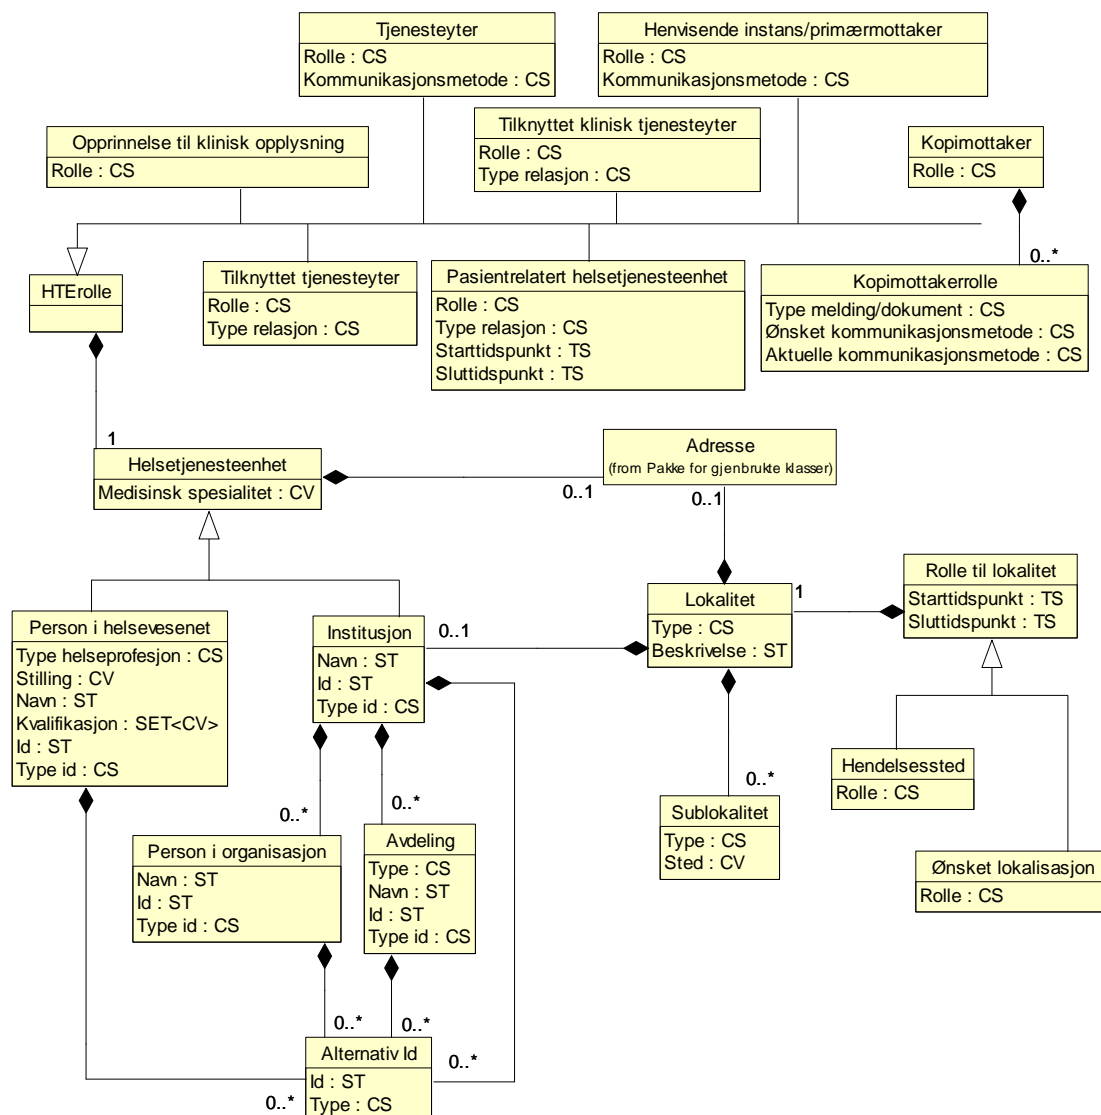 Tjenesteyter
Rolle : CS
Kommunikasjonsmetode : CS
Henvisende instans/primærmottaker
Rolle : CS
Kommunikasjonsmetode : CS
Opprinnelse til klinisk opplysning
Rolle : CS
Tilknyttet klinisk tjenesteyter
Rolle : CS
Type relasjon : CS
Kopimottaker
Rolle : CS
0..*
HTErolle
Tilknyttet tjenesteyter
Rolle : CS
Type relasjon : CS
Pasientrelatert helsetjenesteenhet
Rolle : CS
Type relasjon : CS
Starttidspunkt : TS
Sluttidspunkt : TS
Kopimottakerrolle
Type melding/dokument : CS
Ønsket kommunikasjonsmetode : CS
Aktuelle kommunikasjonsmetode : CS
1
Helsetjenesteenhet
Medisinsk spesialitet : CV
0..1
Adresse
(from Pakke for gjenbrukte klasser)
0..1
Person i helsevesenet
Type helseprofesjon : CS
Stilling : CV
Navn : ST
Kvalifikasjon : SET<CV>
Id : ST
Type id : CS
Institusjon
Navn : ST
Id : ST
Type id : CS
0..1
Lokalitet
Type : CS
Beskrivelse : ST
1
Rolle til lokalitet
Starttidspunkt : TS
Sluttidspunkt : TS
Hendelsessted
Rolle : CS
0..*
0..*
0..*
Person i organisasjon
Navn : ST
Id : ST
Type id : CS
Avdeling
Type : CS
Navn : ST
Id : ST
Type id : CS
Sublokalitet
Type : CS
Sted : CV
Ønsket lokalisasjon
Rolle : CS
0..*
0..*
0..*
0..*
Alternativ Id
Id : ST
Type : CS